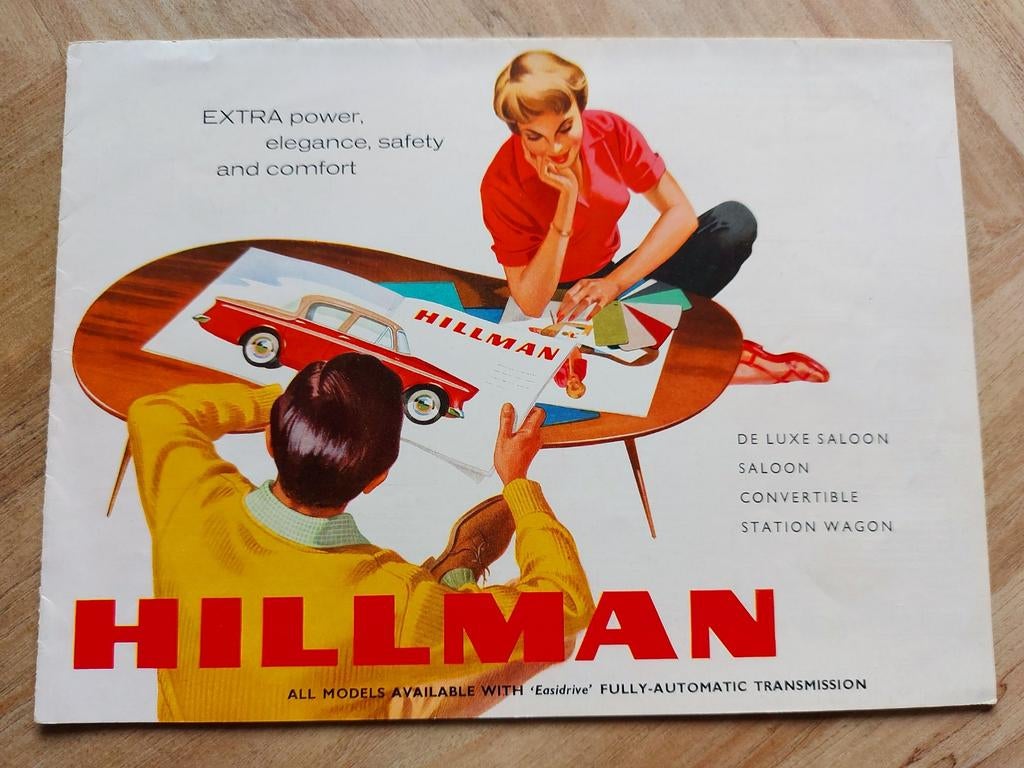 EXTRA power,
elegance, safety
and comfort
HILLMAN
DE LUXE SALOON
SALOON
CONVERTIBLE
STATION WAGON
HILLMAN
ALL MODELS AVAILABLE WITH 'Easidrive' FULLY-AUTOMATIC TRANSMISSION